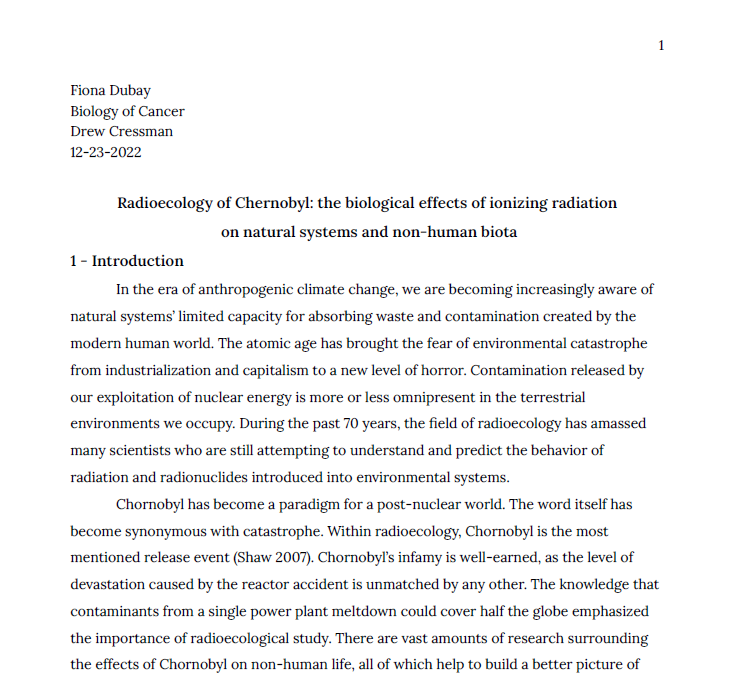 1
Fiona Dubay
Biology of Cancer
Drew Cressman
12-23-2022
Radioecology of Chernobyl: the biological effects of ionizing radiation
on natural systems and non-human biota
1 - Introduction
In the era of anthropogenic climate change, we are becoming increasingly aware of
natural systems’ limited capacity for absorbing waste and contamination created by the
modern human world. The atomic age has brought the fear of environmental catastrophe
from industrialization and capitalism to a new level of horror. Contamination released by
our exploitation of nuclear energy is more or less omnipresent in the terrestrial
environments we occupy. During the past 70 years, the field of radioecology has amassed
many scientists who are still attempting to understand and predict the behavior of
radiation and radionuclides introduced into environmental systems.
Chornobyl has become a paradigm for a post-nuclear world. The word itself has
become synonymous with catastrophe. Within radioecology, Chornobyl is the most
mentioned release event (Shaw 2007). Chornobyl’s infamy is well-earned, as the level of
devastation caused by the reactor accident is unmatched by any other. The knowledge that
contaminants from a single power plant meltdown could cover half the globe emphasized
the importance of radioecological study. There are vast amounts of research surrounding
the effects of Chornobyl on non-human life, all of which help to build a better picture of